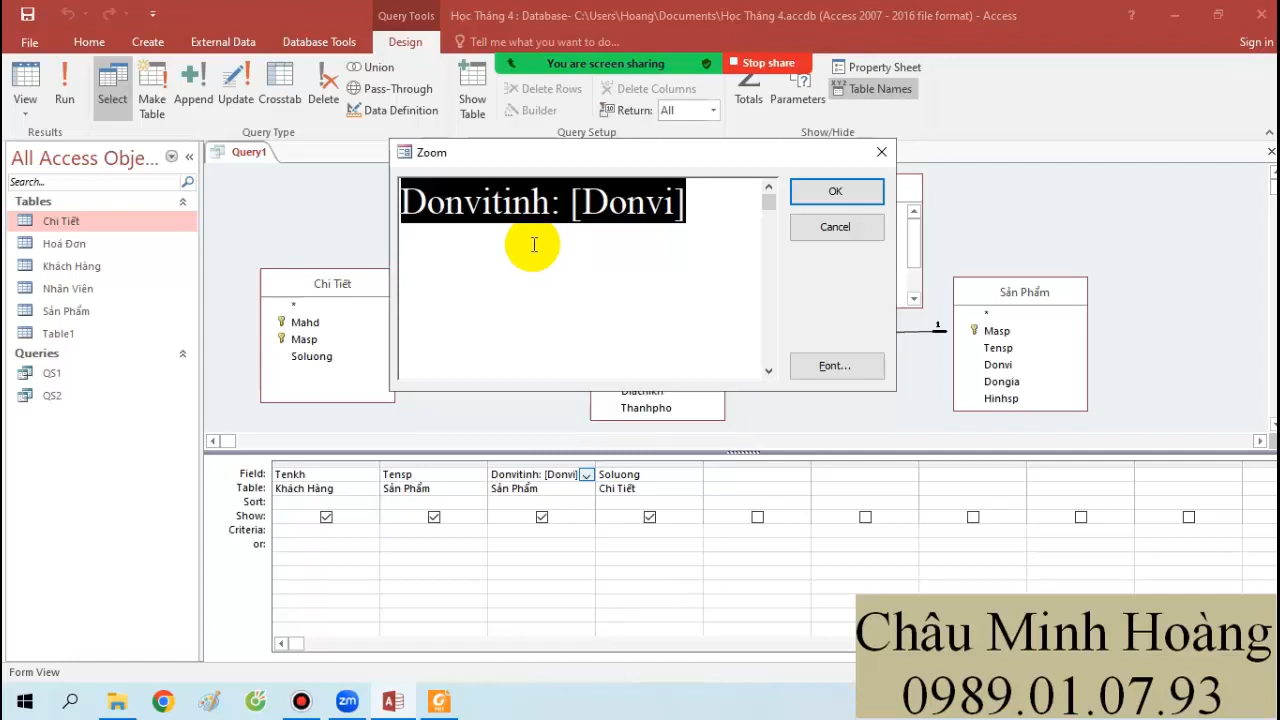 Query Tools
Học Tháng 4 : Database- C:\Users\Hoang\Documents\Học Tháng 4.accdb (Access 2007 - 2016 file format) - Access
File Home Create External Data Database Tools Design Tell me what you want to do... Sign in
You are screen sharing Stop share
View
Run
Select
Make Table
Append
Update
Crosstab
Delete
Union
Pass-Through
Data Definition
Show Table
Delete Rows
Builder
Delete Columns
Return: All
Totals
Parameters
Property Sheet
Table Names
Results Query Type Query Setup Show/Hide
All Access Obje...
Search...
Tables
Chi Tiết
Hoá Đơn
Khách Hàng
Nhân Viên
Sản Phẩm
Table1
Queries
QS1
QS2
Query1
Zoom
Donvitinh: [Donvi]
OK
Cancel
Font...
Chi Tiết
*
Mahd
Masp
Soluong
Thanhpho
1
Sản Phẩm
*
Masp
Tensp
Donvi
Dongia
Hinhsp
Field: Tenkh Tensp Donvitinh: [Donvi] Soluong
Table: Khách Hàng Sản Phẩm Sản Phẩm Chi Tiết
Sort:
Show:
Criteria:
or:
Châu Minh Hoàng
0989.01.07.93
Form View
zm